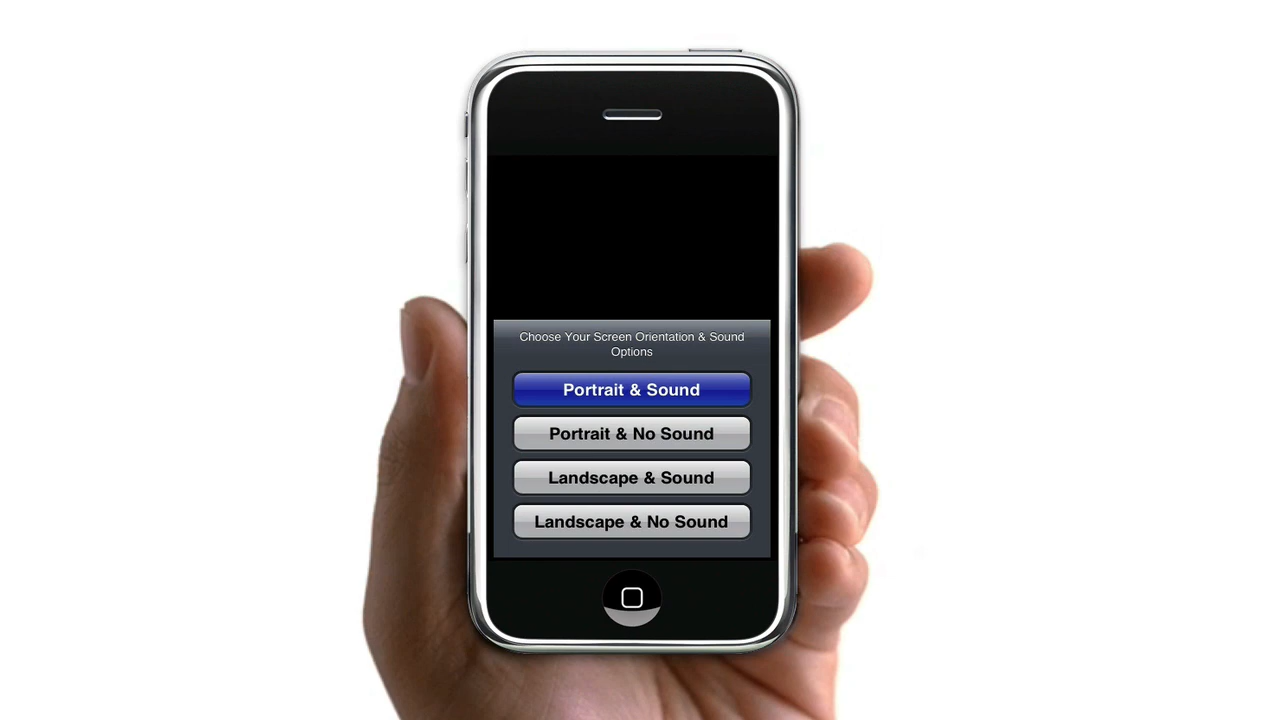 Choose Your Screen Orientation & Sound
Options
Portrait & Sound
Portrait & No Sound
Landscape & Sound
Landscape & No Sound